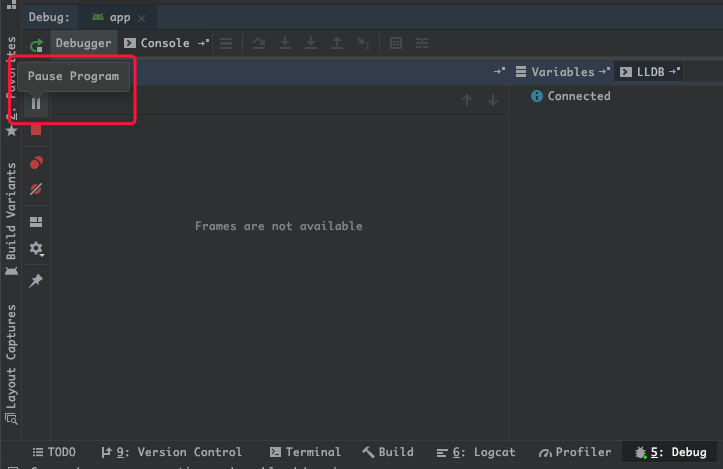 Debug:
app
Debugger
Console
Pause Program
Variables
LLDB
Connected
Frames are not available
2: Favorites
Build Variants
Layout Captures
TODO
9: Version Control
Terminal
Build
6: Logcat
Profiler
5: Debug